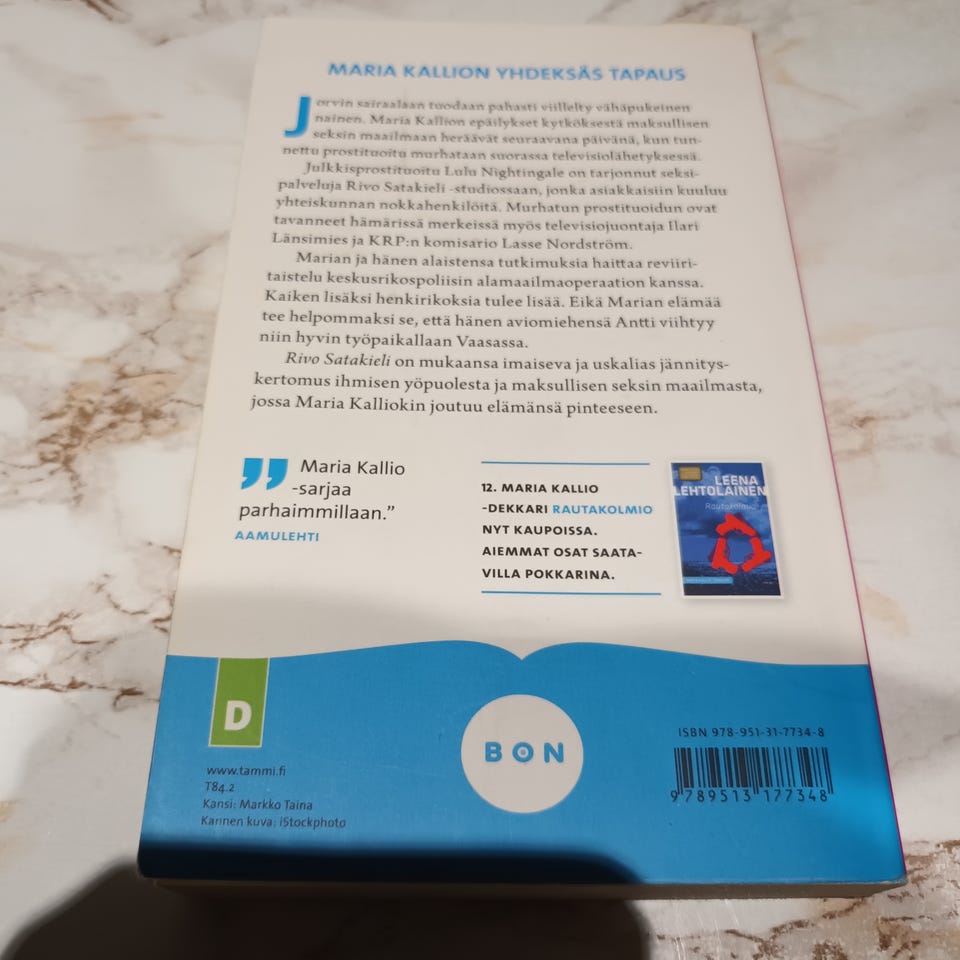 MARIA KALLION YHDEKSÄS TAPAUS
Jorvin sairaalaan tuodaan pahasti viillelty vähäpukeinen
nainen. Maria Kallion epäilykset kytköksestä maksullisen
seksin maailmaan heräävät seuraavana päivänä, kun tun-
nettu prostituoitu murhataan suorassa televisiolähetyksessä.
Julkkisprostituoitu Lulu Nightingale on tarjonnut seksi-
palveluja Rivo Satakieli -studiossaan, jonka asiakkaisiin kuuluu
yhteiskunnan nokkahenkilöitä. Murhatun prostituoidun ovat
tavanneet hämärissä merkeissä myös televisiojuontaja Ilari
Länsimies ja KRP:n komisario Lasse Nordström.
Marian ja hänen alaistensa tutkimuksia haittaa reviiri-
taistelu keskusrikospoliisin alamaailmaoperaation kanssa.
Kaiken lisäksi henkirikoksia tulee lisää. Eikä Marian elämää
tee helpommaksi se, että hänen aviomiehensä Antti viihtyy
niin hyvin työpaikallaan Vaasassa.
Rivo Satakieli on mukaansa imaiseva ja uskalias jännitys-
kertomus ihmisen yöpuolesta ja maksullisen seksin maailmasta,
jossa Maria Kalliokin joutuu elämänsä pinteeseen.
” Maria Kallio
-sarjaa
parhaimmillaan.”
AAMULEHTI
12. MARIA KALLIO
-DEKKARI RAUTAKOLMIO
NYT KAUPOISSA.
AIEMMAT OSAT SAATA-
VILLA POKKARINA.
LEENA
LEHTOLAINEN
Rautakolmio
D
www.tammi.fi
T84.2
Kansi: Markko Taina
Kannen kuva: iStockphoto
BON
ISBN 978-951-31-7734-8
9 789513 177348